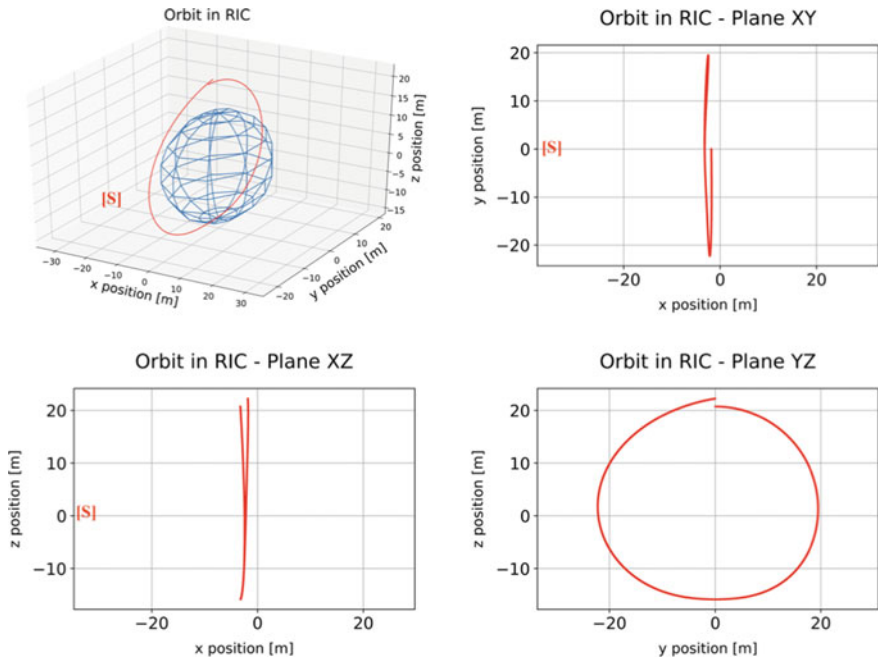 Orbit in RIC
20
15
10
5
0
−5
−10
−15
z position [m]
[S]
−30
−20
−10
0
10
20
30
x position [m]
−20
−10
0
10
20
y position [m]
Orbit in RIC - Plane XY
20
10
0
−10
−20
y position [m]
[S]
−20
0
20
x position [m]
Orbit in RIC - Plane XZ
20
10
0
−10
z position [m]
[S]
−20
0
20
x position [m]
Orbit in RIC - Plane YZ
20
10
0
−10
z position [m]
−20
0
20
y position [m]